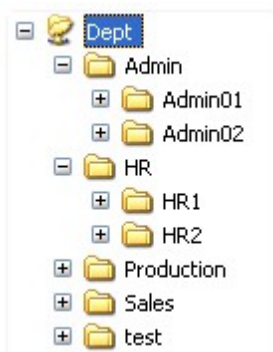 Dept
Admin
Admin01
Admin02
HR
HR1
HR2
Production
Sales
test